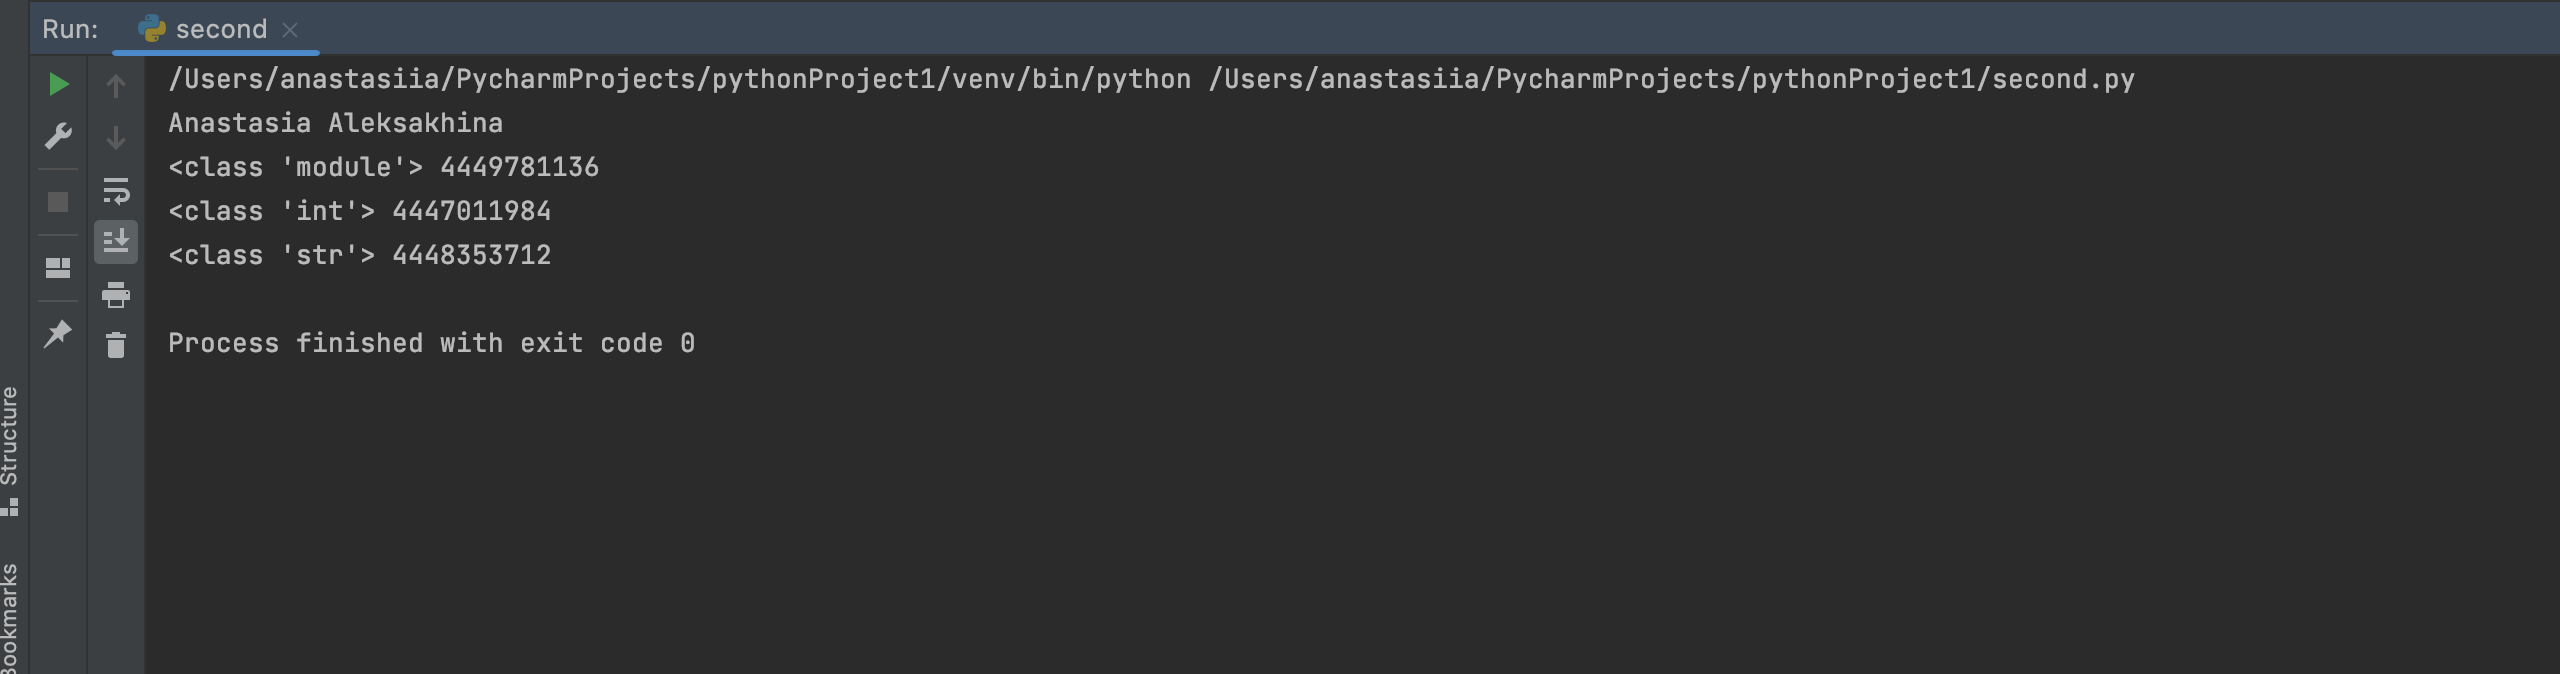 Run: second
/Users/anastasiia/PycharmProjects/pythonProject1/venv/bin/python /Users/anastasiia/PycharmProjects/pythonProject1/second.py
Anastasia Aleksakhina
<class 'module'> 4449781136
<class 'int'> 4447011984
<class 'str'> 4448353712
Process finished with exit code 0
Structure
Bookmarks